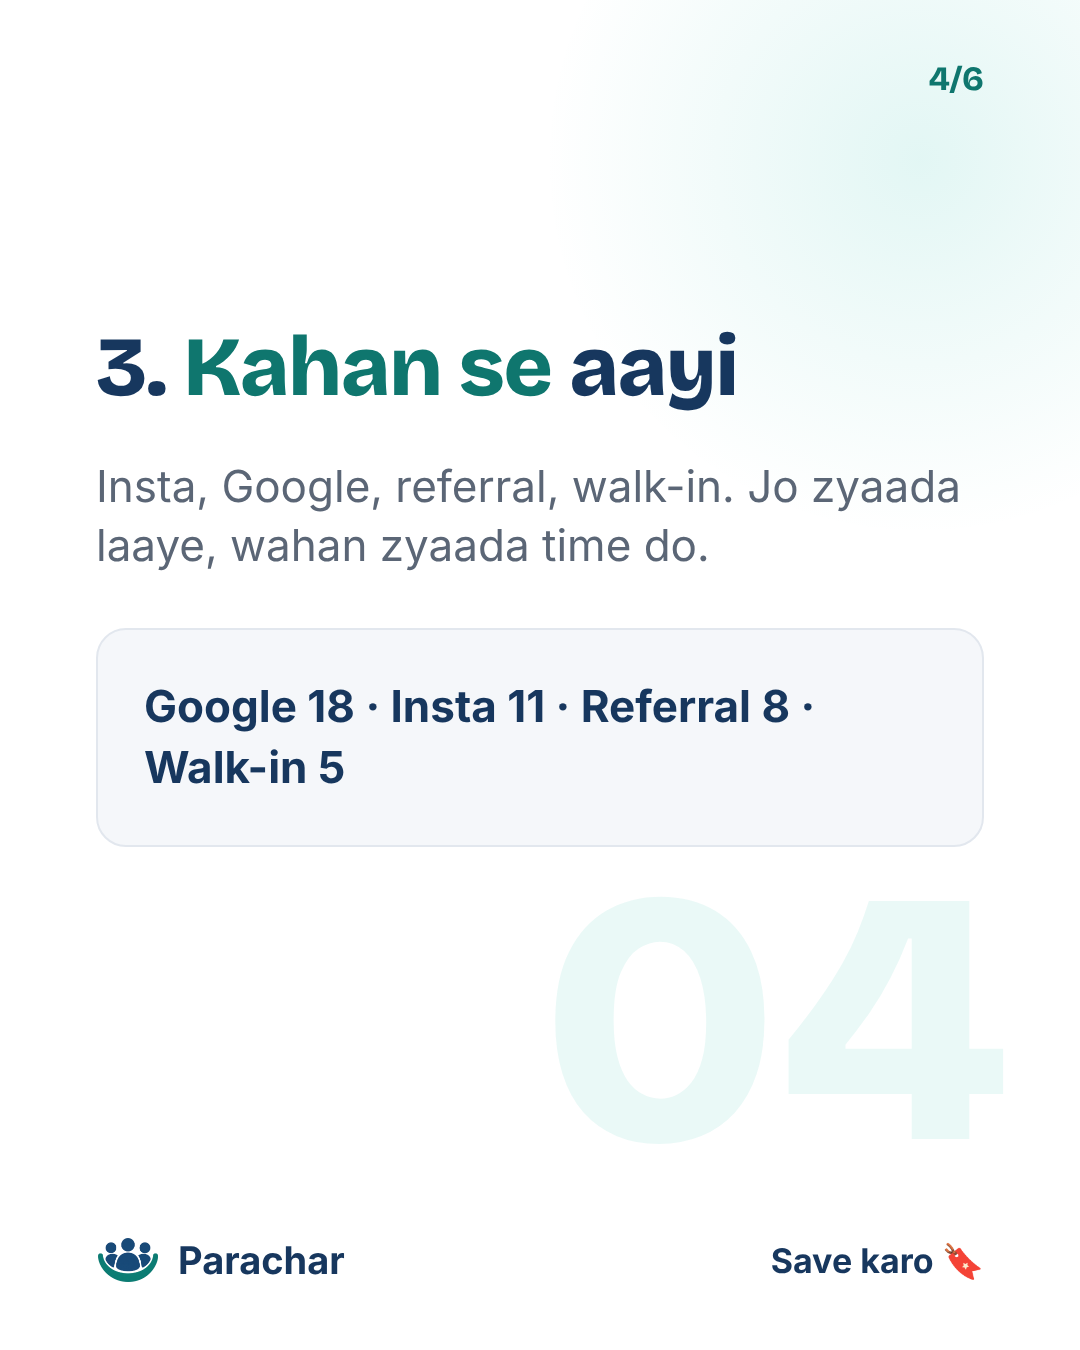 4/6
3. Kahan se aayi
Insta, Google, referral, walk-in. Jo zyaada
laaye, wahan zyaada time do.
Google 18 · Insta 11 · Referral 8 ·
Walk-in 5
04
Parachar
Save karo 🔖